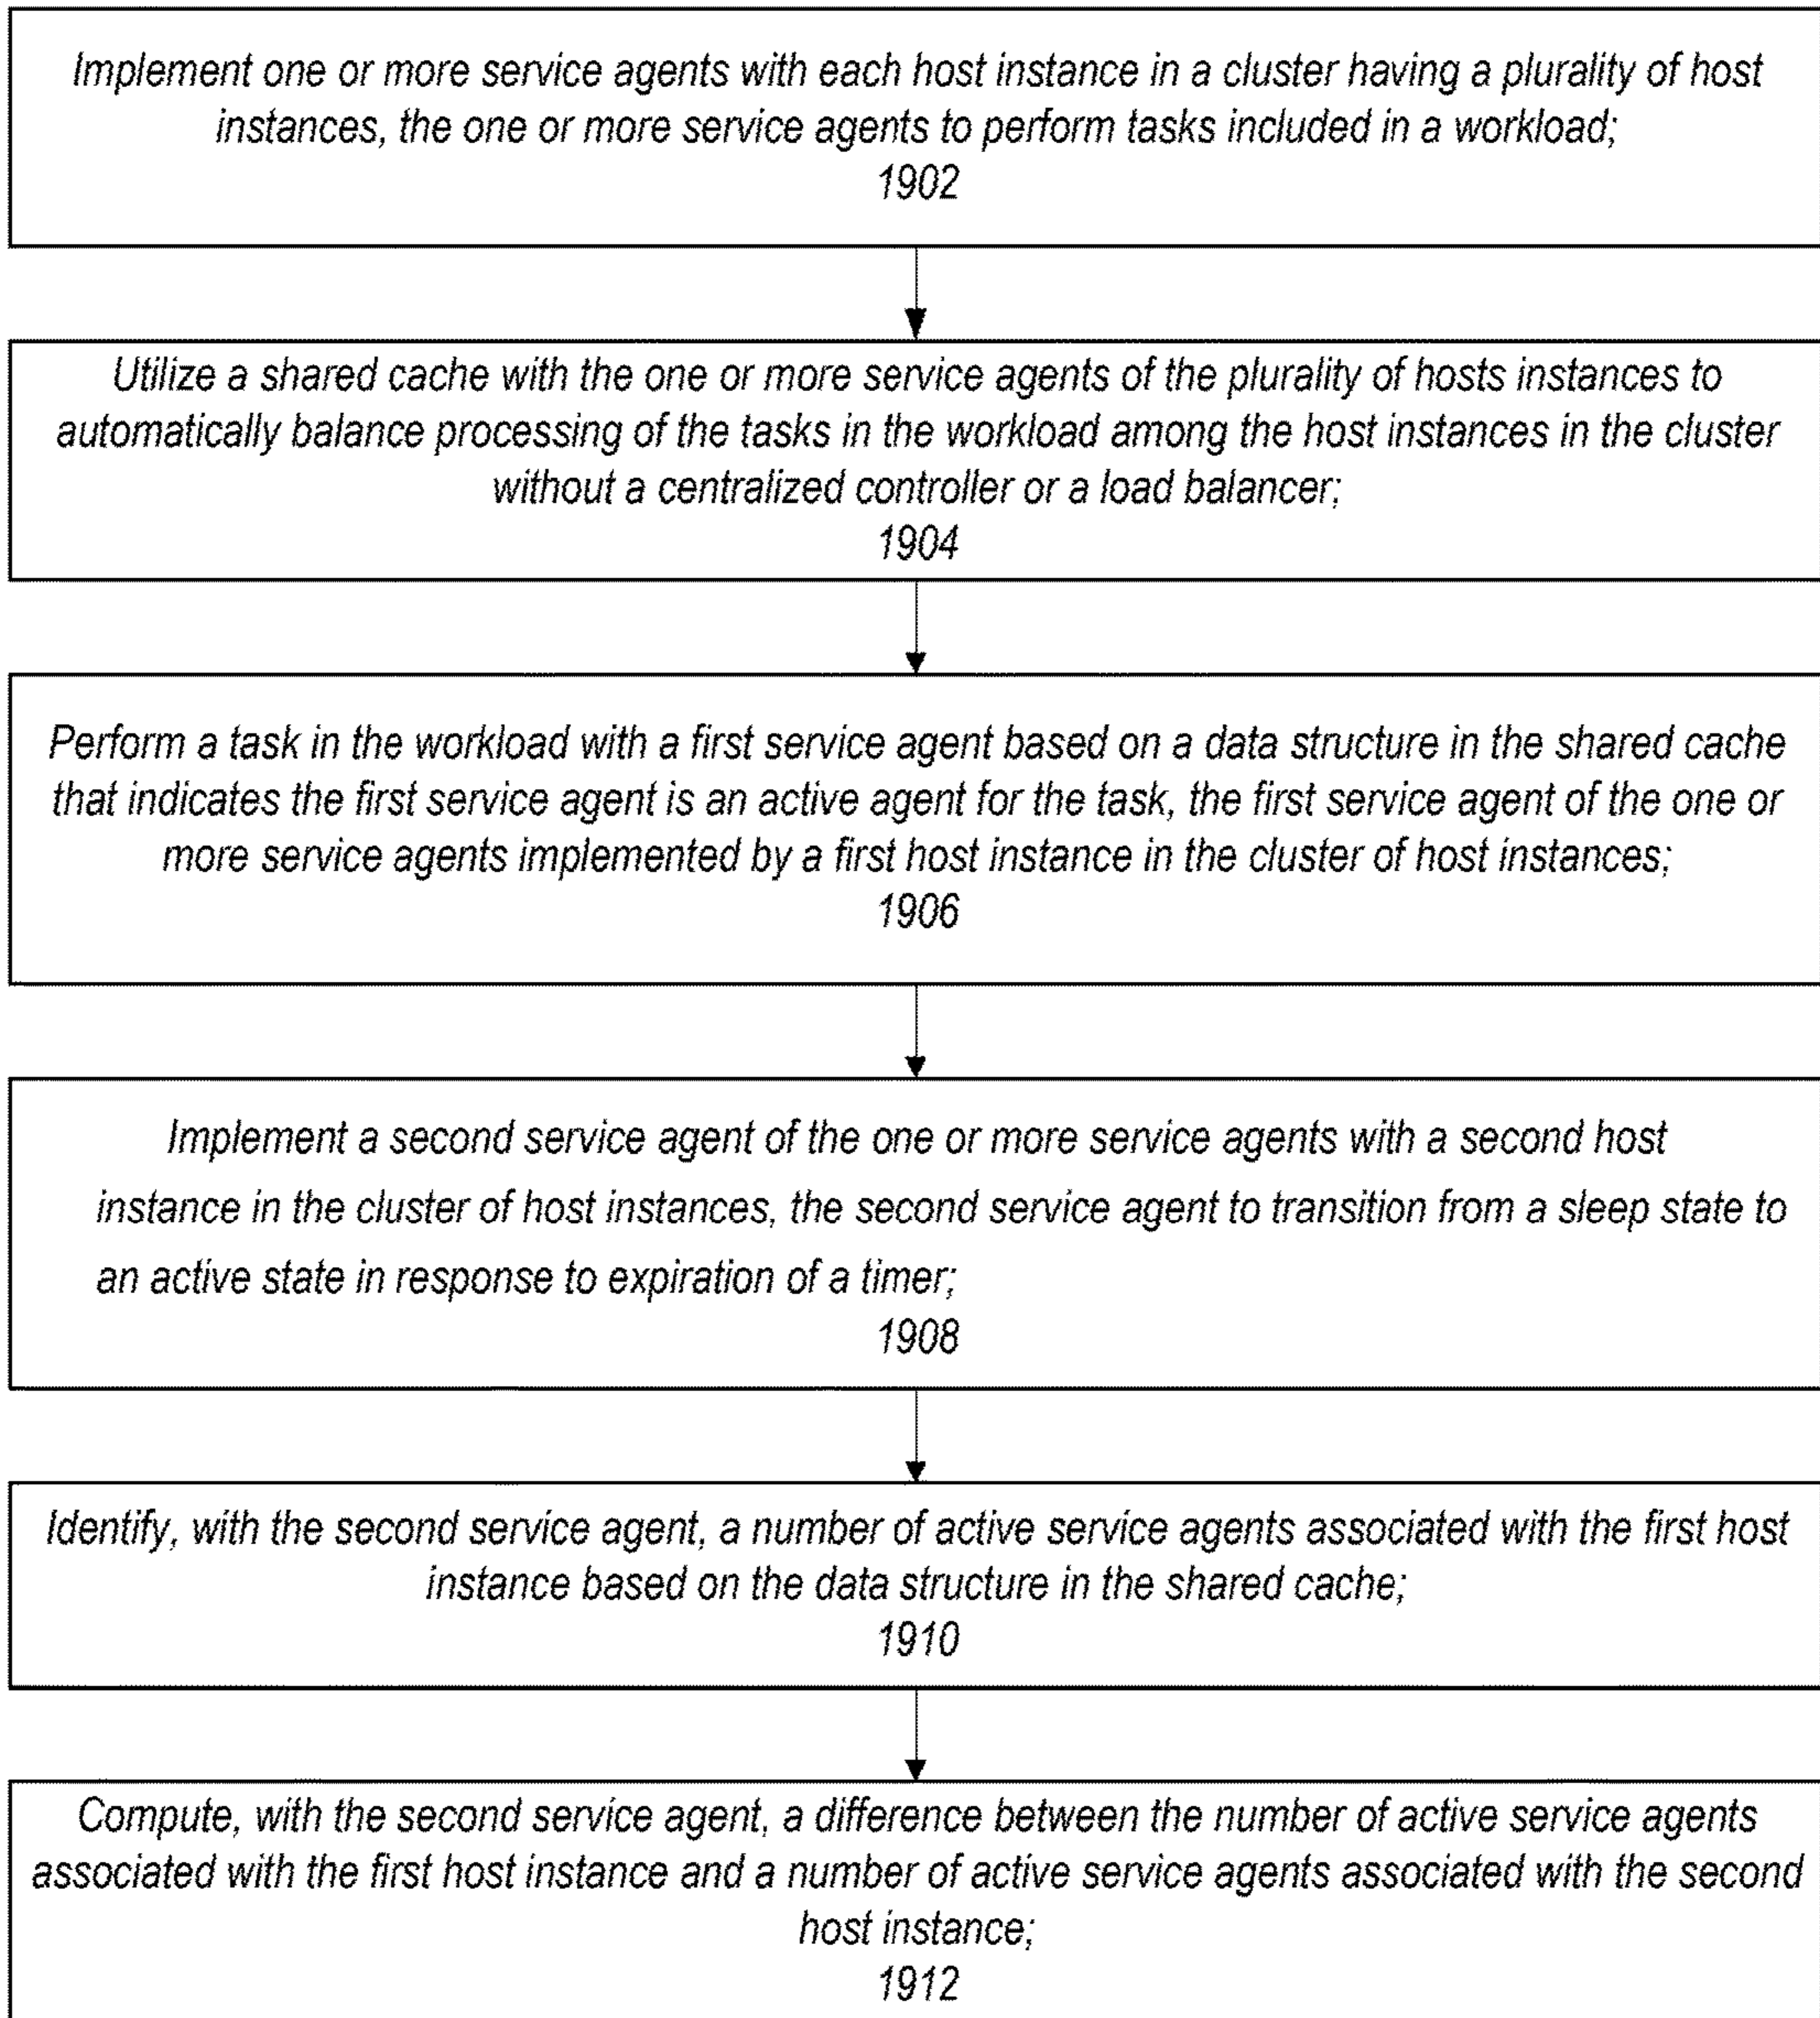 Implement one or more service agents with each host instance in a cluster having a plurality of host
instances, the one or more service agents to perform tasks included in a workload;
1902
Utilize a shared cache with the one or more service agents of the plurality of hosts instances to
automatically balance processing of the tasks in the workload among the host instances in the cluster
without a centralized controller or a load balancer;
1904
Perform a task in the workload with a first service agent based on a data structure in the shared cache
that indicates the first service agent is an active agent for the task, the first service agent of the one or
more service agents implemented by a first host instance in the cluster of host instances;
1906
Implement a second service agent of the one or more service agents with a second host
instance in the cluster of host instances, the second service agent to transition from a sleep state to
an active state in response to expiration of a timer;
1908
Identify, with the second service agent, a number of active service agents associated with the first host
instance based on the data structure in the shared cache;
1910
Compute, with the second service agent, a difference between the number of active service agents
associated with the first host instance and a number of active service agents associated with the second
host instance;
1912